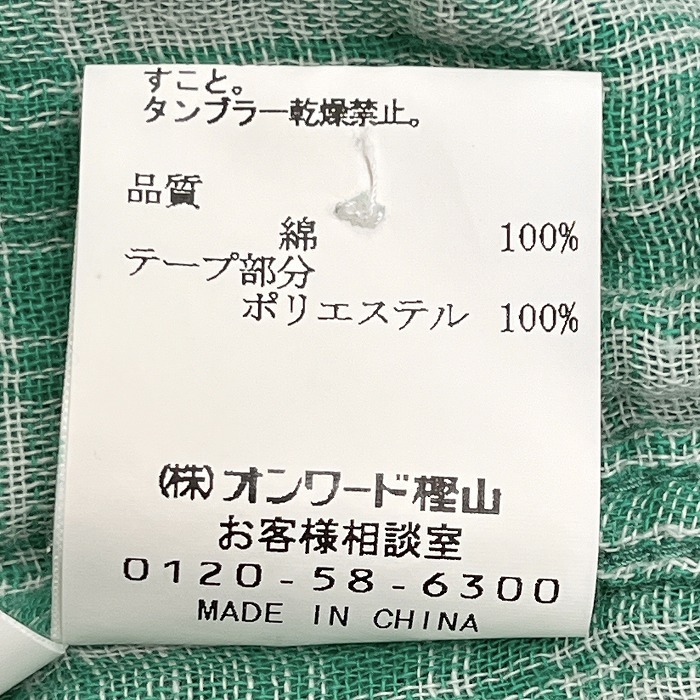 すこと。
タンブラー乾燥禁止。
品質
綿 100%
テープ部分
ポリエステル 100%
(株)オンワード樫山
お客様相談室
0120-58-6300
MADE IN CHINA